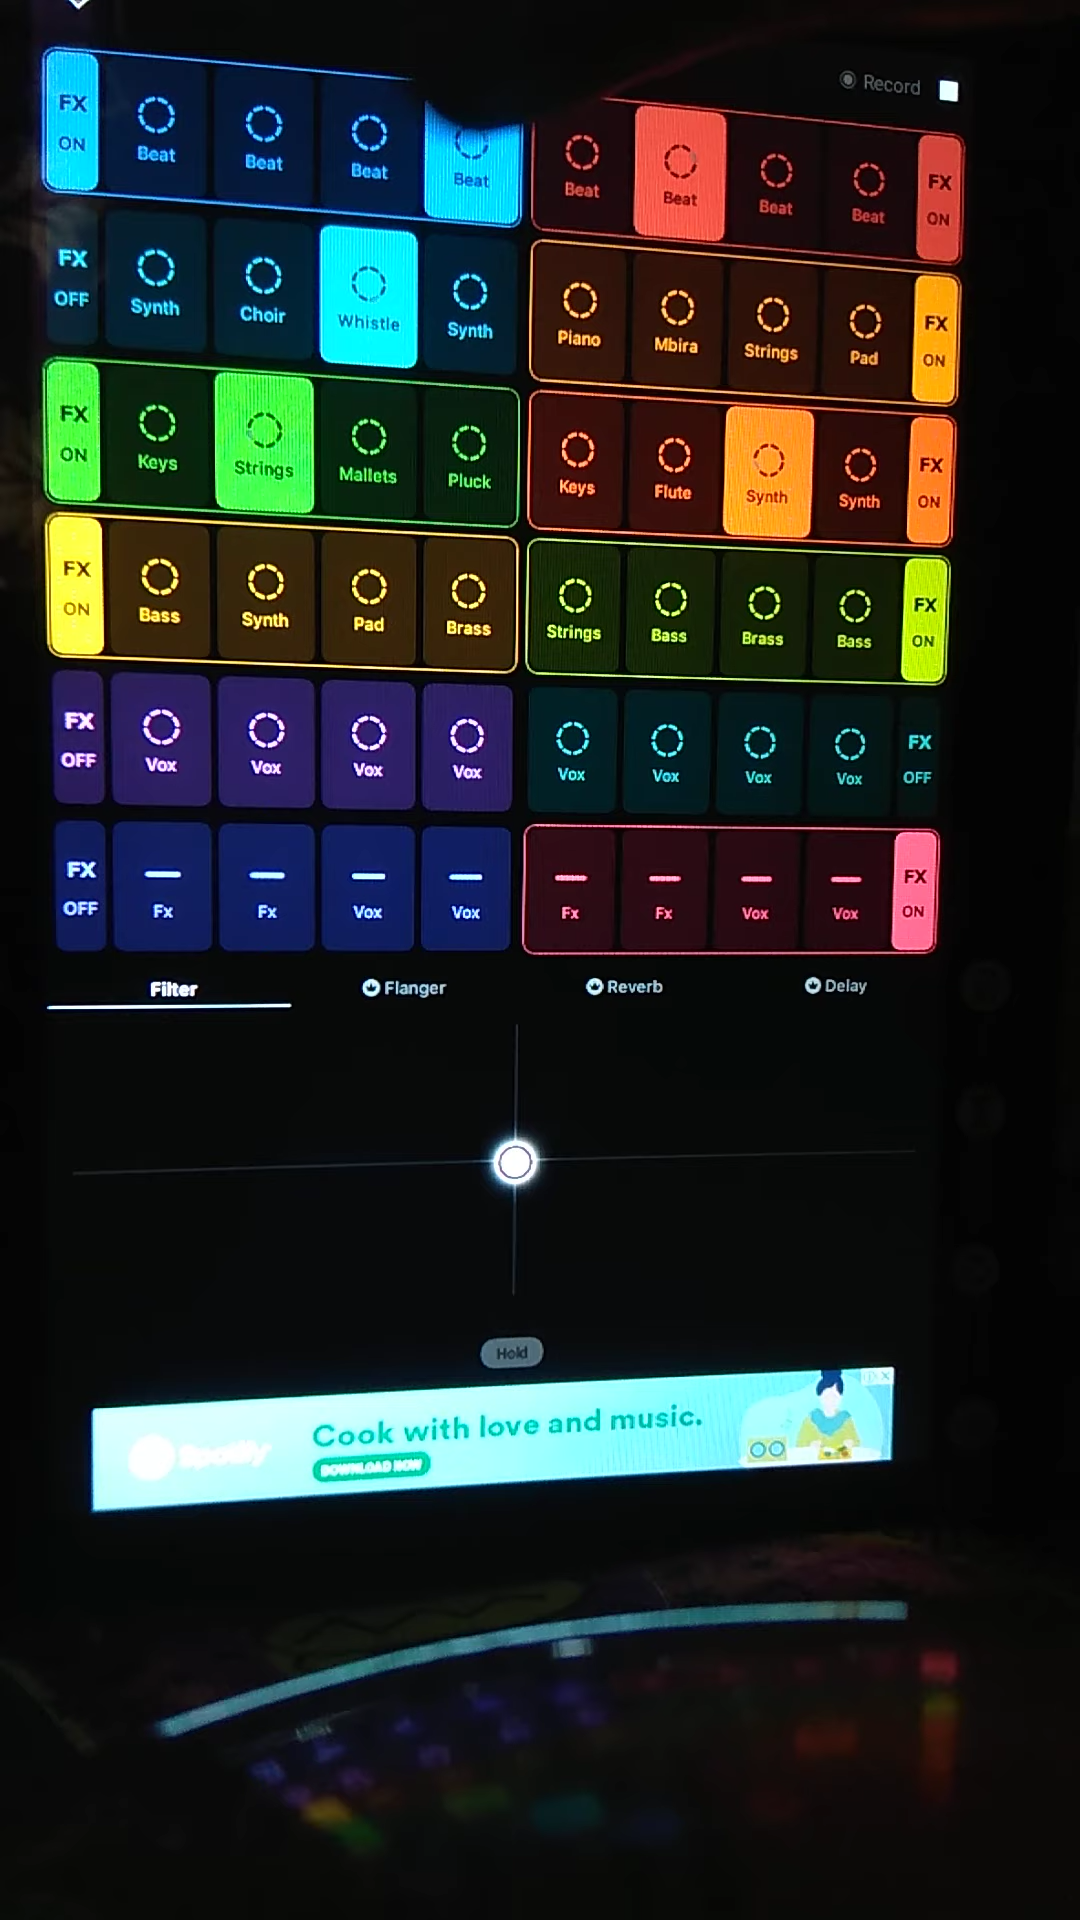 Record
FX ON Beat Beat Beat Beat Beat Beat Beat Beat FX ON
FX OFF Synth Choir Whistle Synth Piano Mbira Strings Pad FX ON
FX ON Keys Strings Mallets Pluck Keys Flute Synth Synth FX ON
FX ON Bass Synth Pad Brass Strings Bass Brass Bass FX ON
FX OFF Vox Vox Vox Vox Vox Vox Vox Vox FX OFF
FX OFF Fx Fx Vox Vox Fx Fx Vox Vox FX ON
Filter Flanger Reverb Delay
Hold
Spotify
Cook with love and music.
DOWNLOAD NOW